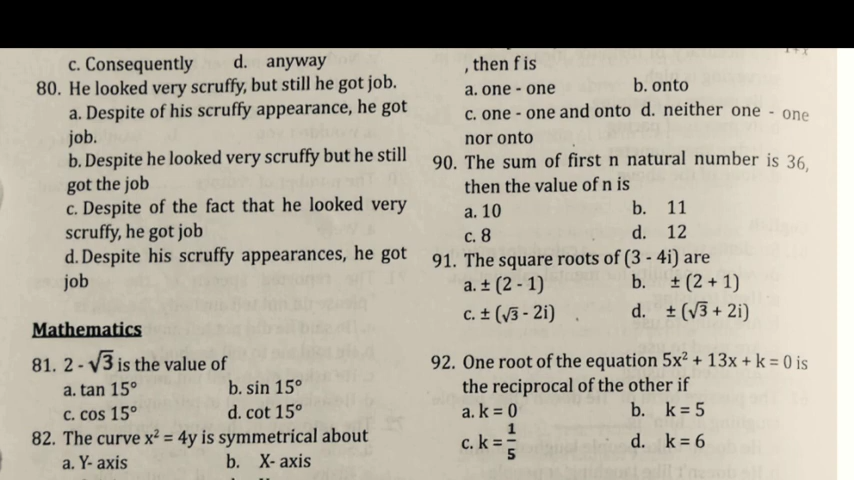 c. Consequently d. anyway
80. He looked very scruffy, but still he got job.
a. Despite of his scruffy appearance, he got
job.
b. Despite he looked very scruffy but he still
got the job
c. Despite of the fact that he looked very
scruffy, he got job
d. Despite his scruffy appearances, he got
job
Mathematics
81. 2 - √3 is the value of
a. tan 15° b. sin 15°
c. cos 15° d. cot 15°
82. The curve x² = 4y is symmetrical about
a. Y- axis b. X- axis
, then f is
a. one - one b. onto
c. one - one and onto d. neither one - one
nor onto
90. The sum of first n natural number is 36,
then the value of n is
a. 10 b. 11
c. 8 d. 12
91. The square roots of (3 - 4i) are
a. ± (2 - 1) b. ± (2 + 1)
c. ± (√3 - 2i) d. ± (√3 + 2i)
92. One root of the equation 5x² + 13x + k = 0 is
the reciprocal of the other if
a. k = 0 b. k = 5
c. k = 1/5 d. k = 6